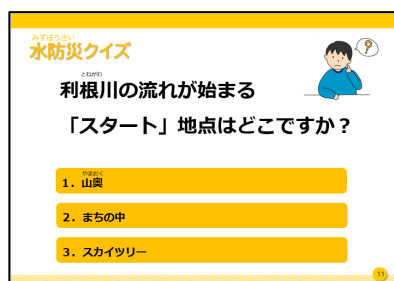 みずぼうさい
水防災クイズ
とねがわ
利根川の流れが始まる
「スタート」地点はどこですか？
?
やまおく
1．山奥
2．まちの中
3．スカイツリー
11